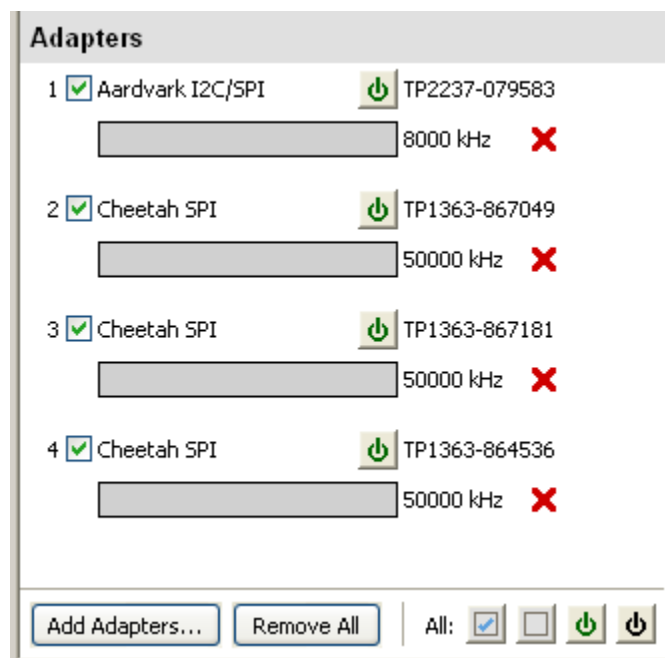 Adapters
1 Aardvark I2C/SPI TP2237-079583
8000 kHz
2 Cheetah SPI TP1363-867049
50000 kHz
3 Cheetah SPI TP1363-867181
50000 kHz
4 Cheetah SPI TP1363-864536
50000 kHz
Add Adapters... Remove All All: